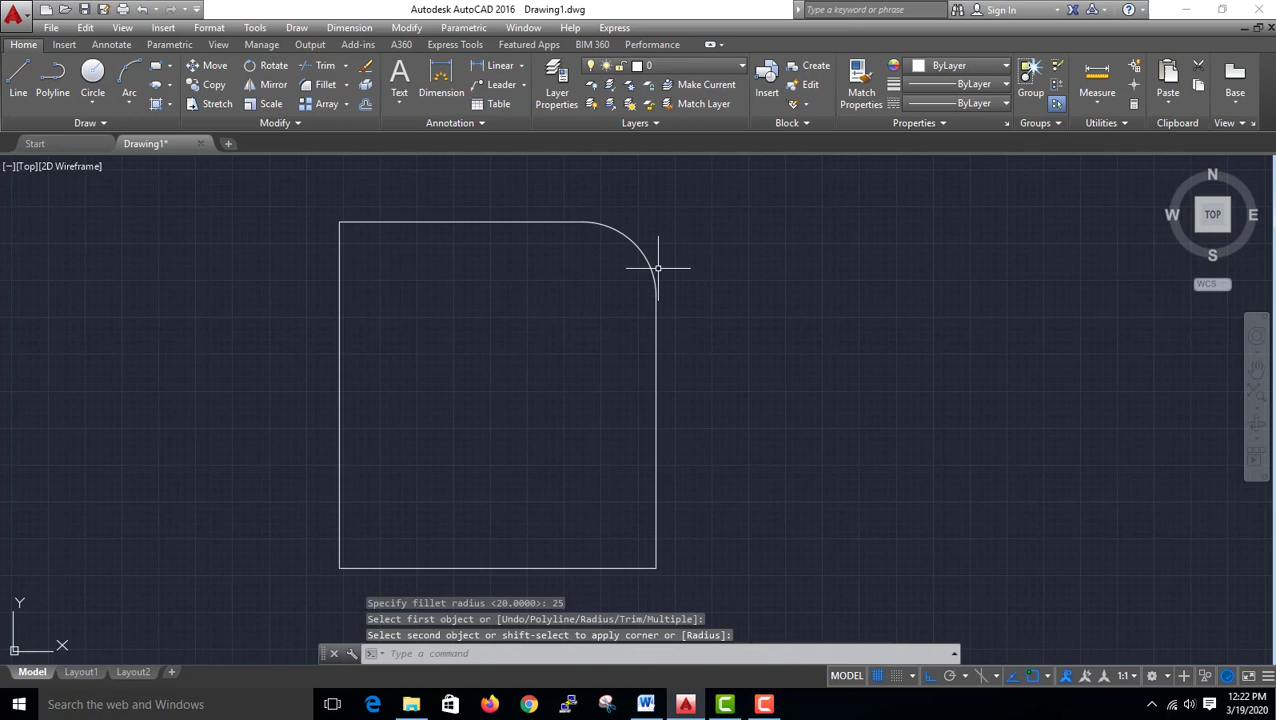 Autodesk AutoCAD 2016 Drawing1.dwg
Type a keyword or phrase
Sign In
File Edit View Insert Format Tools Draw Dimension Modify Parametric Window Help Express
Home Insert Annotate Parametric View Manage Output Add-ins A360 Express Tools Featured Apps BIM 360 Performance
Move Rotate Trim Linear 0 Create ByLayer
Line Polyline Circle Arc Copy Mirror Fillet Text Dimension Leader Layer Properties Make Current Insert Edit Match Properties ByLayer Group Measure Paste Base
Stretch Scale Array Table Match Layer ByLayer
Draw Modify Annotation Layers Block Properties Groups Utilities Clipboard View
Start Drawing1*
[−][Top][2D Wireframe]
N
W TOP E
S
WCS
Specify fillet radius <20.0000>: 25
Y
Select first object or [Undo/Polyline/Radius/Trim/Multiple]:
Select second object or shift-select to apply corner or [Radius]:
X
Type a command
Model Layout1 Layout2 + MODEL 1:1
Search the web and Windows
12:22 PM
3/19/2020